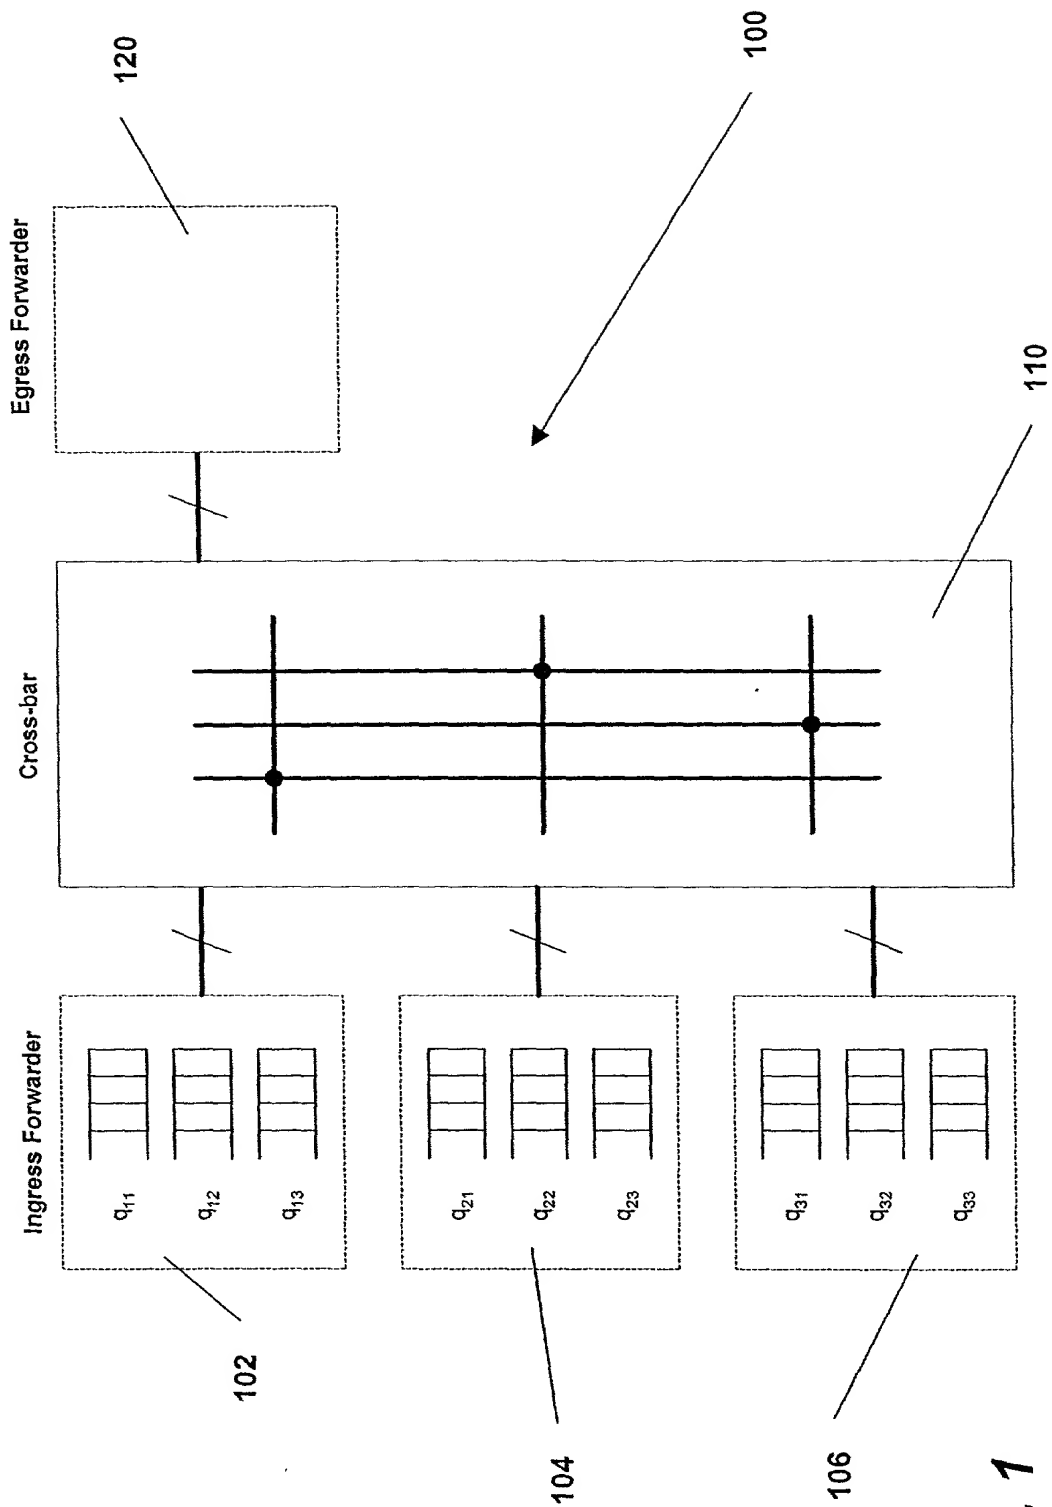 Ingress Forwarder
Cross-bar
Egress Forwarder
q11
q12
q13
q21
q22
q23
q31
q32
q33
102
104
106
110
120
100
1